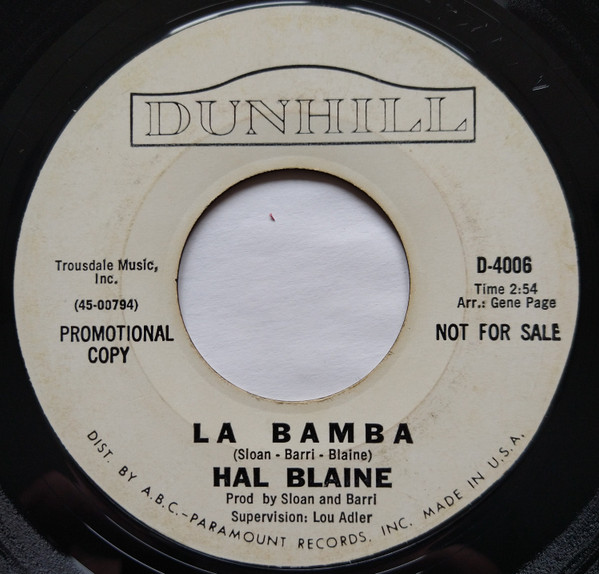 DUNHILL
Trousdale Music,
Inc.
(45-00794)
PROMOTIONAL
COPY
D-4006
Time 2:54
Arr.: Gene Page
NOT FOR SALE
LA BAMBA
(Sloan - Barri - Blaine)
HAL BLAINE
Prod by Sloan and Barri
Supervision: Lou Adler
DIST. BY A.B.C.-PARAMOUNT RECORDS, INC. MADE IN U.S.A.